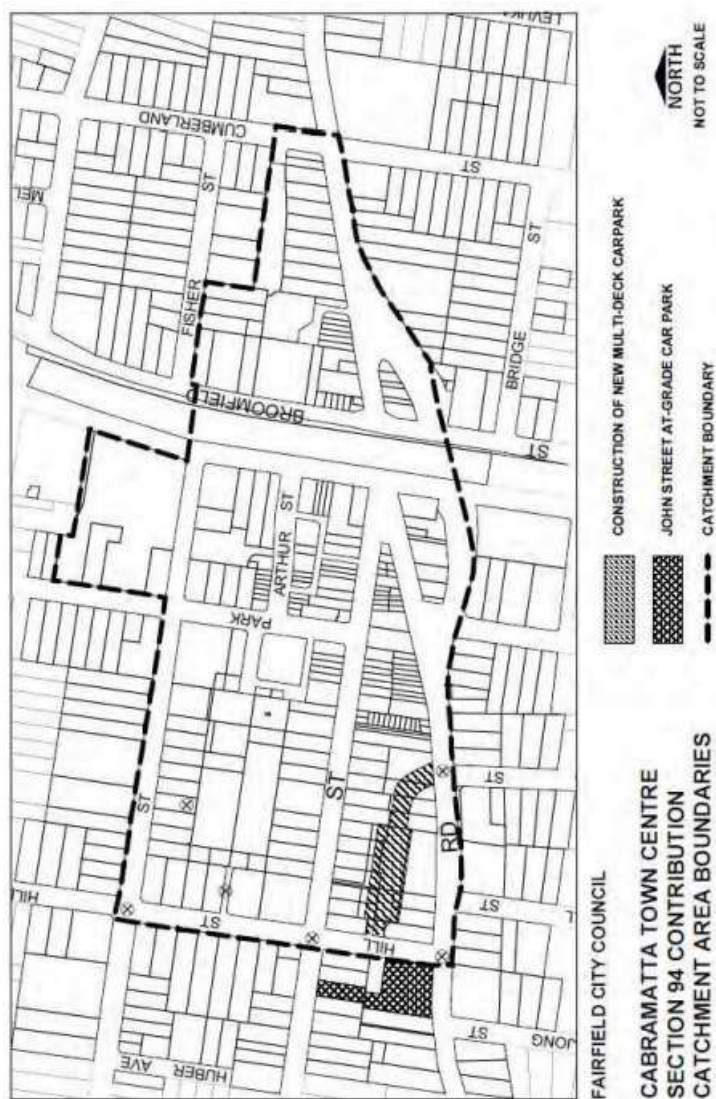 LEVUKA
CUMBERLAND
ST
MEL
FISHER
ST
BROOMFIELD
ST
BRIDGE
ST
ARTHUR
ST
PARK
ST
ST
HILL
ST
HILL
RD
ST
ST
L
JONG
ST
HUBER
AVE
FAIRFIELD CITY COUNCIL
CABRAMATTA TOWN CENTRE
SECTION 94 CONTRIBUTION
CATCHMENT AREA BOUNDARIES
CONSTRUCTION OF NEW MULTI-DECK CARPARK
JOHN STREET AT-GRADE CAR PARK
CATCHMENT BOUNDARY
NORTH
NOT TO SCALE